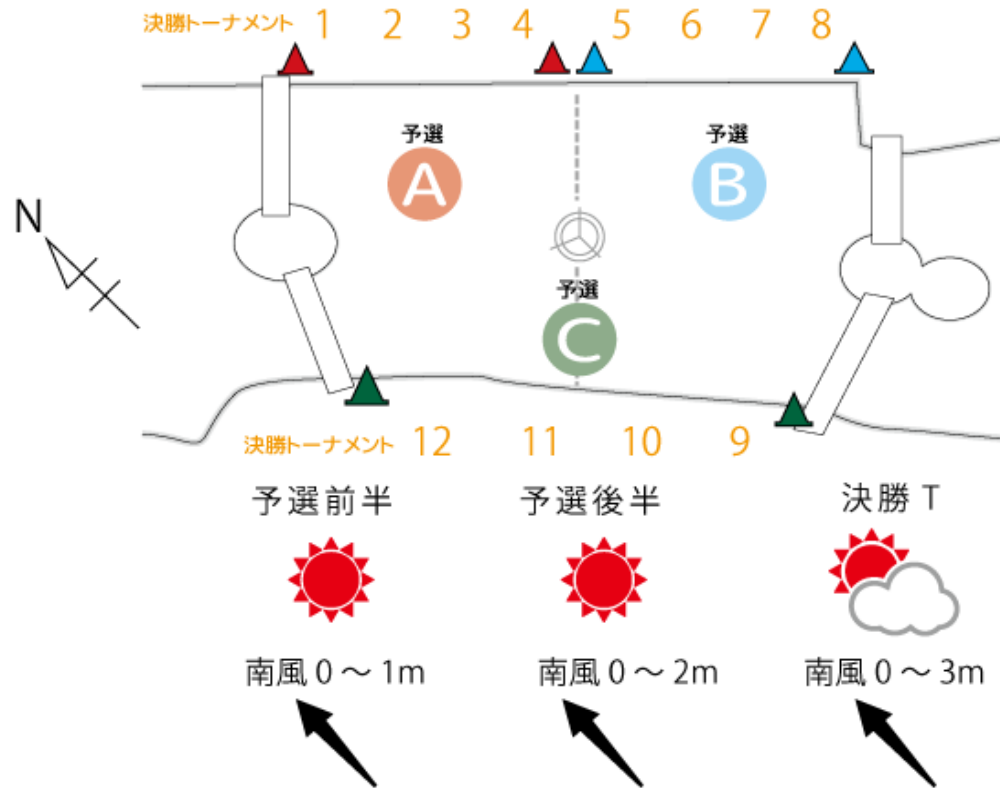 決勝トーナメント 1 2 3 4 5 6 7 8
予選 予選
A B
N
予選
C
決勝トーナメント 12 11 10 9
予選前半 予選後半 決勝T
南風0〜1m 南風0〜2m 南風0〜3m